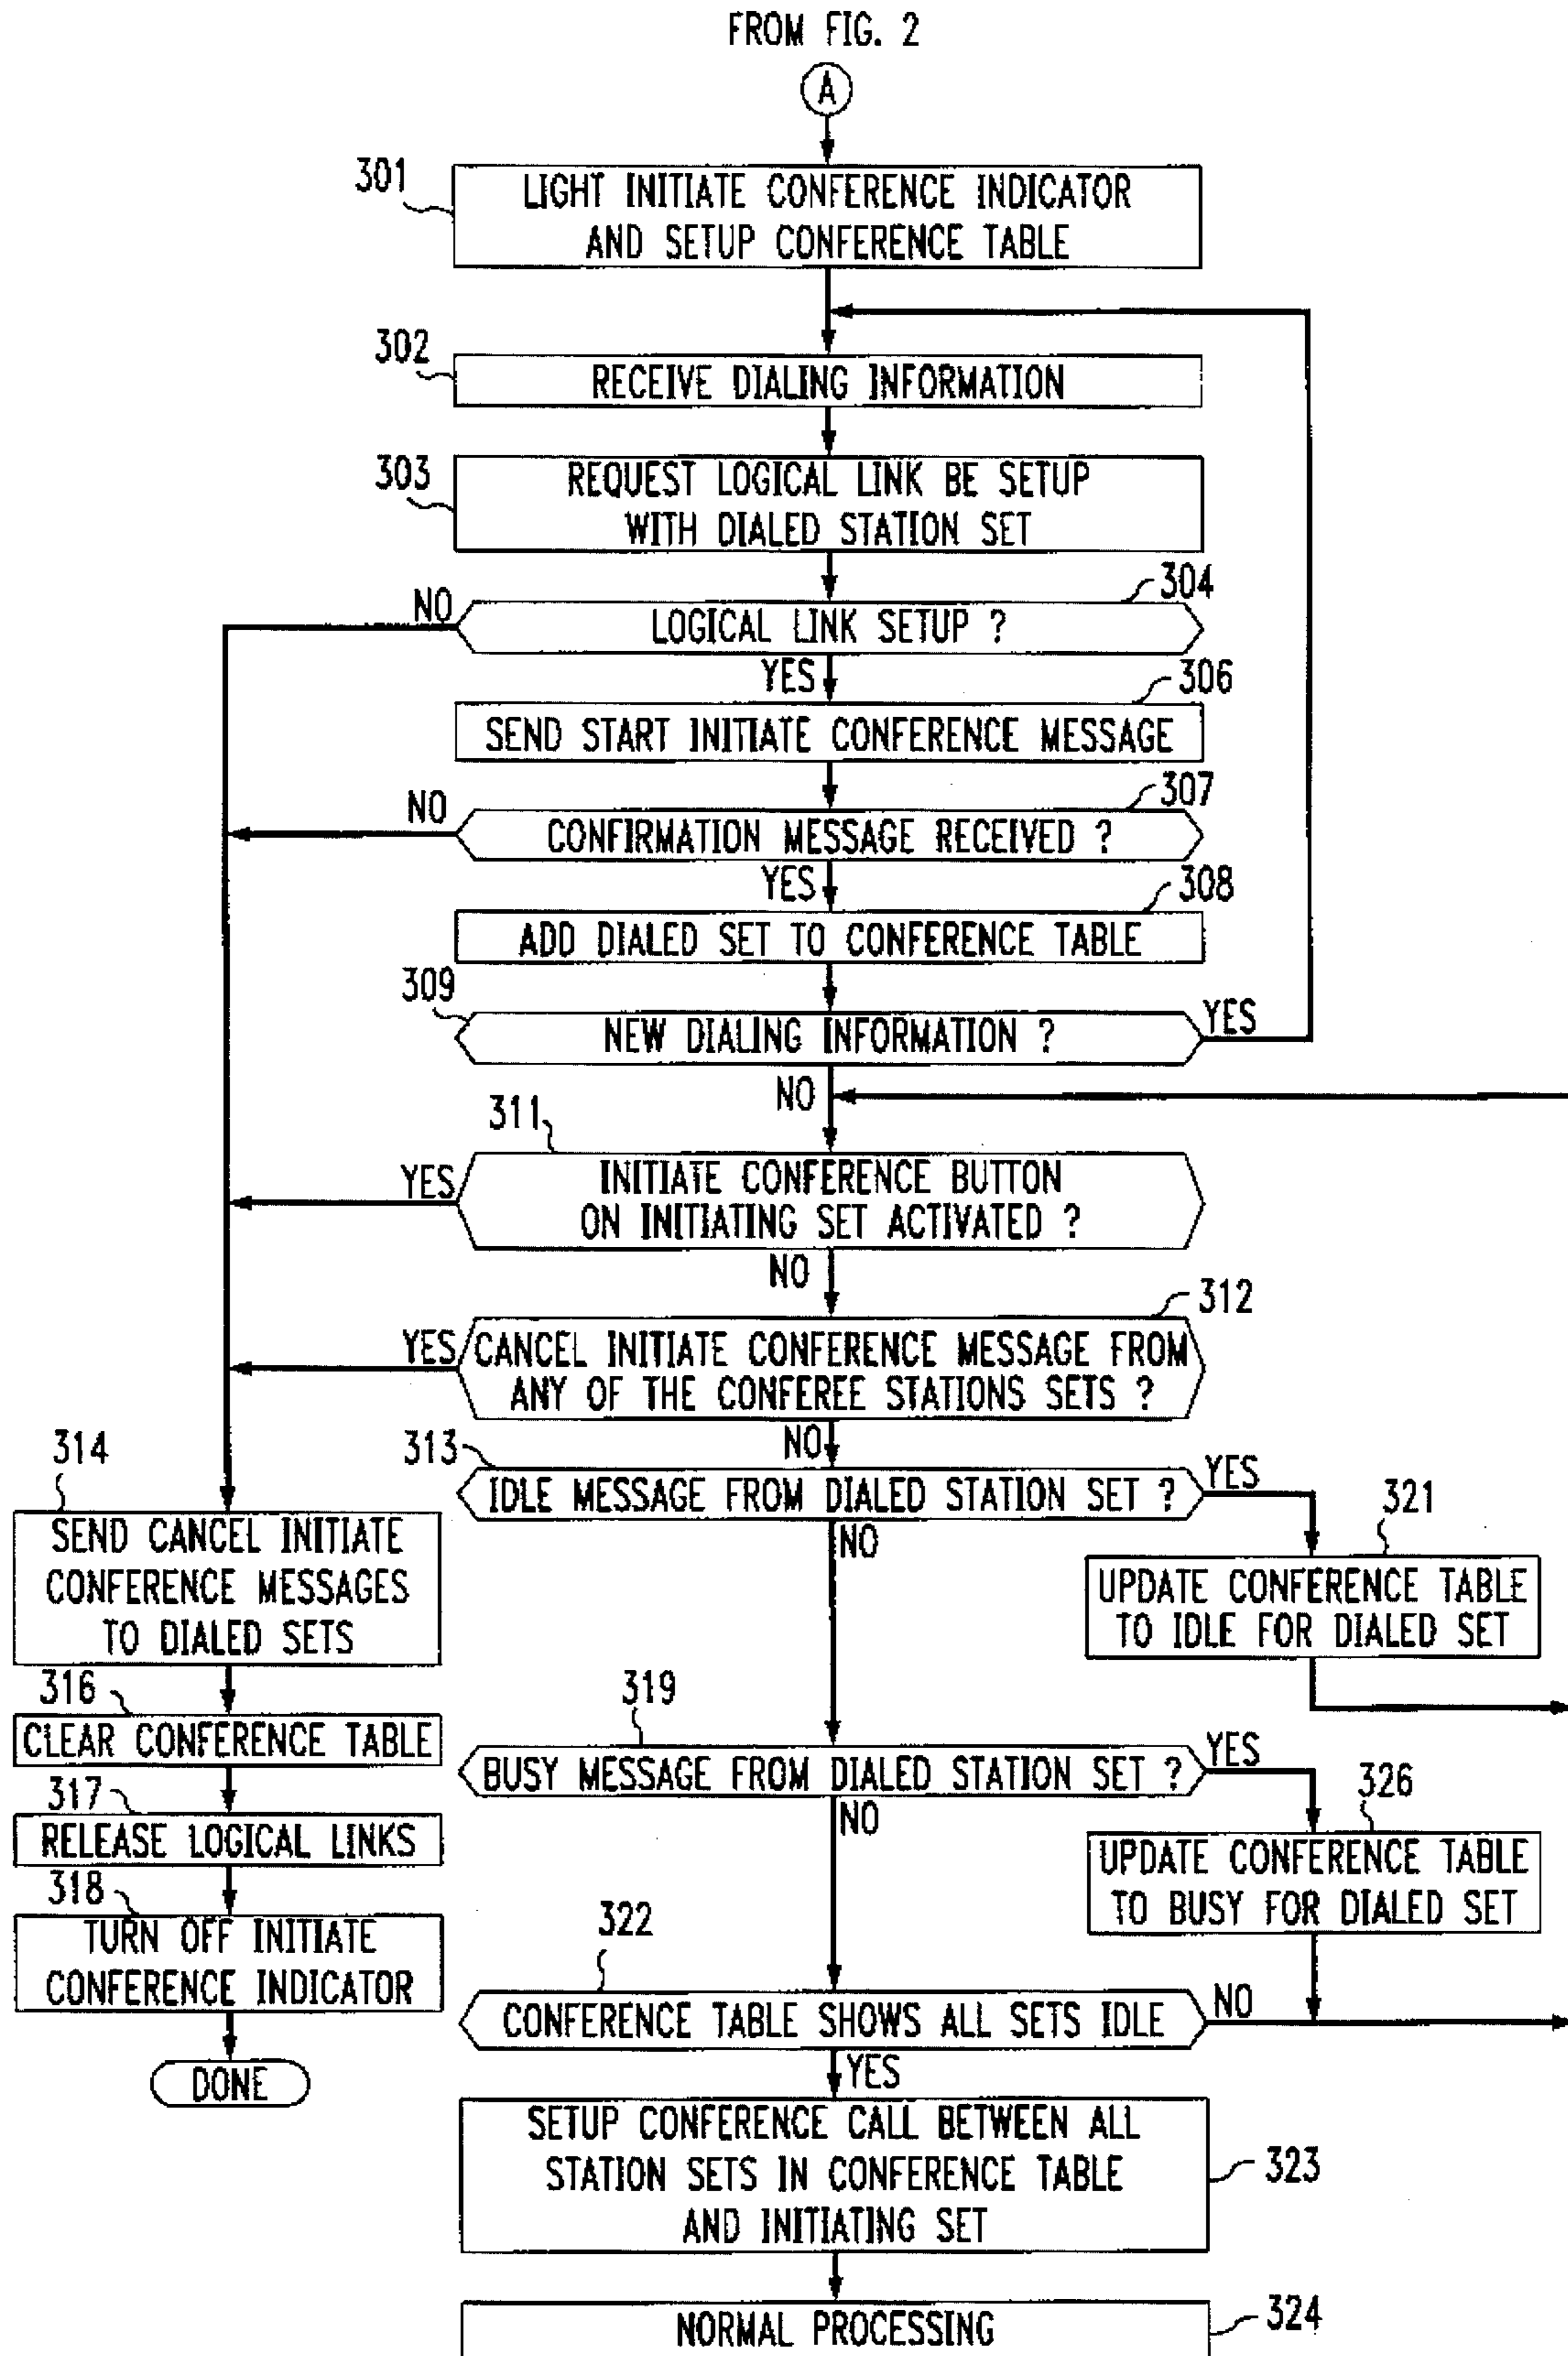 FROM FIG. 2
A
301
LIGHT INITIATE CONFERENCE INDICATOR
AND SETUP CONFERENCE TABLE
302
RECEIVE DIALING INFORMATION
303
REQUEST LOGICAL LINK BE SETUP
WITH DIALED STATION SET
304
NO
LOGICAL LINK SETUP ?
YES
306
SEND START INITIATE CONFERENCE MESSAGE
307
NO
CONFIRMATION MESSAGE RECEIVED ?
YES
308
ADD DIALED SET TO CONFERENCE TABLE
309
NEW DIALING INFORMATION ?
YES
NO
311
YES
INITIATE CONFERENCE BUTTON
ON INITIATING SET ACTIVATED ?
NO
312
YES
CANCEL INITIATE CONFERENCE MESSAGE FROM
ANY OF THE CONFEREE STATIONS SETS ?
NO
313
IDLE MESSAGE FROM DIALED STATION SET ?
YES
NO
314
SEND CANCEL INITIATE
CONFERENCE MESSAGES
TO DIALED SETS
321
UPDATE CONFERENCE TABLE
TO IDLE FOR DIALED SET
316
CLEAR CONFERENCE TABLE
319
BUSY MESSAGE FROM DIALED STATION SET ?
YES
NO
317
RELEASE LOGICAL LINKS
326
UPDATE CONFERENCE TABLE
TO BUSY FOR DIALED SET
318
TURN OFF INITIATE
CONFERENCE INDICATOR
DONE
322
CONFERENCE TABLE SHOWS ALL SETS IDLE
NO
YES
SETUP CONFERENCE CALL BETWEEN ALL
STATION SETS IN CONFERENCE TABLE
AND INITIATING SET
323
NORMAL PROCESSING
324